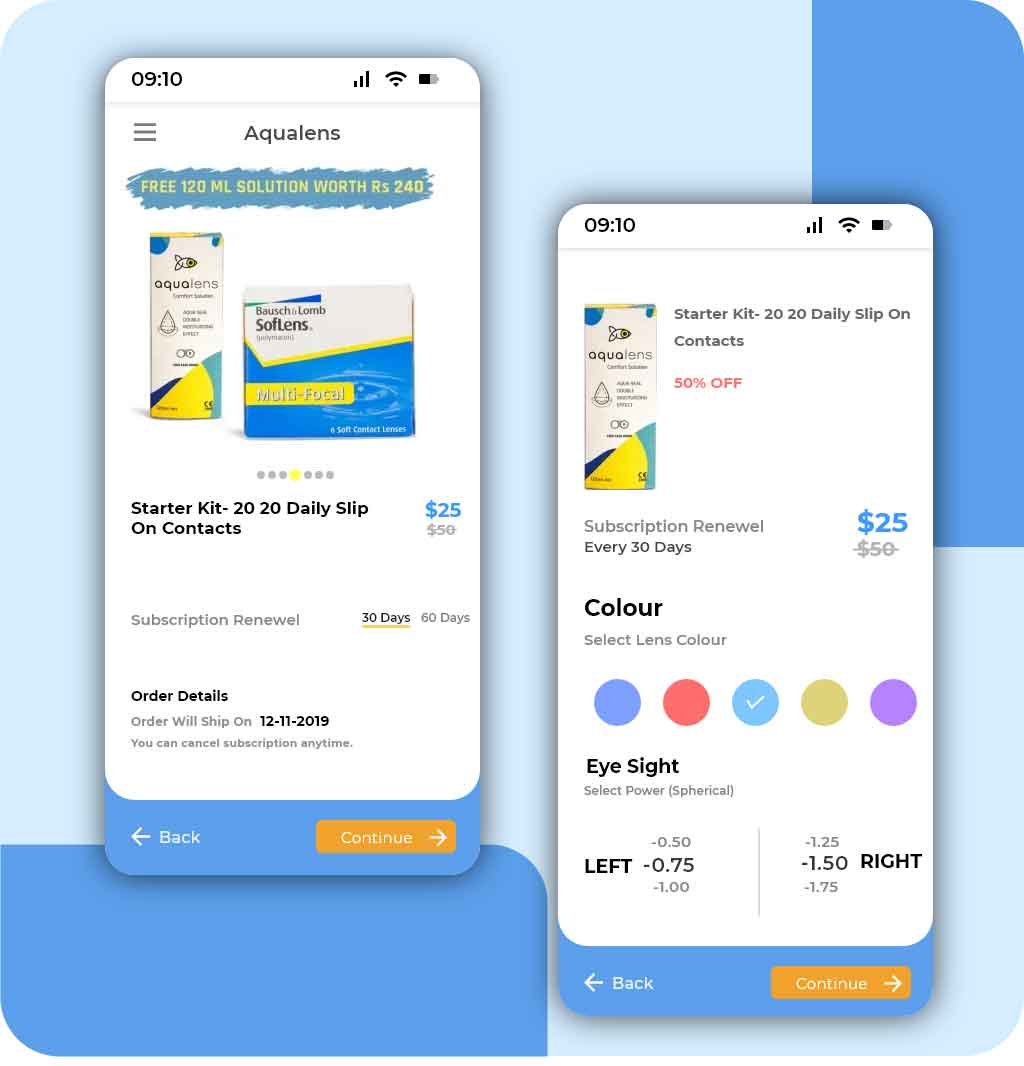 09:10
Aqualens
FREE 120 ML SOLUTION WORTH Rs 240
aqualens
Comfort Solution
AQUA SEAL
DOUBLE
MOISTURISING
EFFECT
Bausch & Lomb
SofLens
(polymacon)
Multi-Focal
6 Soft Contact Lenses
Starter Kit- 20 20 Daily Slip
On Contacts
$25
$50
Subscription Renewel
30 Days
60 Days
Order Details
Order Will Ship On 12-11-2019
You can cancel subscription anytime.
Back
Continue
09:10
aqualens
Comfort Solution
AQUA SEAL
DOUBLE
MOISTURISING
EFFECT
Starter Kit- 20 20 Daily Slip On
Contacts
50% OFF
Subscription Renewel
Every 30 Days
$25
$50
Colour
Select Lens Colour
Eye Sight
Select Power (Spherical)
-0.50
LEFT -0.75
-1.00
-1.25
-1.50 RIGHT
-1.75
Back
Continue